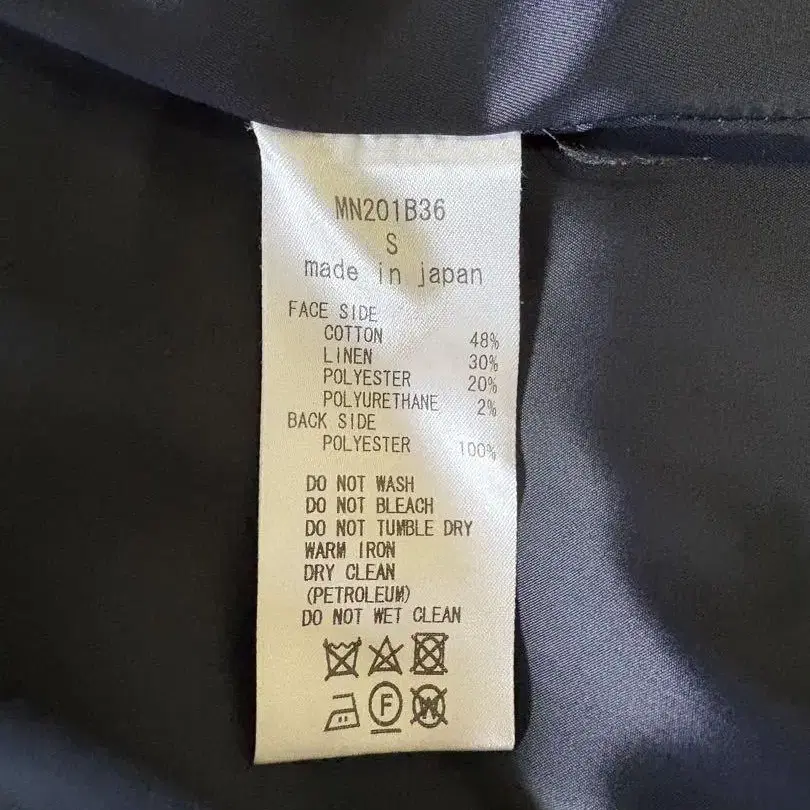 MN201B36
S
made in japan
FACE SIDE
COTTON 48%
LINEN 30%
POLYESTER 20%
POLYURETHANE 2%
BACK SIDE
POLYESTER 100%
DO NOT WASH
DO NOT BLEACH
DO NOT TUMBLE DRY
WARM IRON
DRY CLEAN
(PETROLEUM)
DO NOT WET CLEAN
F W